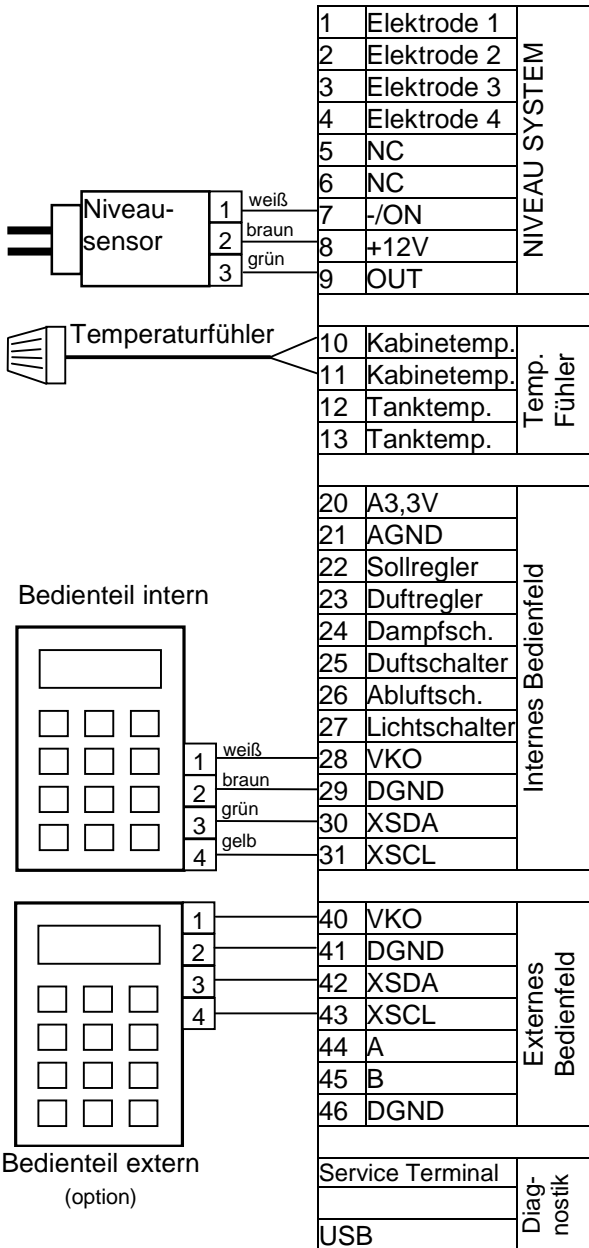 1 Elektrode 1
2 Elektrode 2
3 Elektrode 3
4 Elektrode 4
5 NC
6 NC
7 -/ON
8 +12V
9 OUT
NIVEAU SYSTEM
Niveau-
sensor
1 weiß
2 braun
3 grün
Temperaturfühler
10 Kabinetemp.
11 Kabinetemp.
12 Tanktemp.
13 Tanktemp.
Temp.
Fühler
20 A3,3V
21 AGND
22 Sollregler
23 Duftregler
24 Dampfsch.
25 Duftschalter
26 Abluftsch.
27 Lichtschalter
28 VKO
29 DGND
30 XSDA
31 XSCL
Internes Bedienfeld
Bedienteil intern
1 weiß
2 braun
3 grün
4 gelb
1
2
3
4
40 VKO
41 DGND
42 XSDA
43 XSCL
44 A
45 B
46 DGND
Externes
Bedienfeld
Bedienteil extern
(option)
Service Terminal
USB
Diag-
nostik